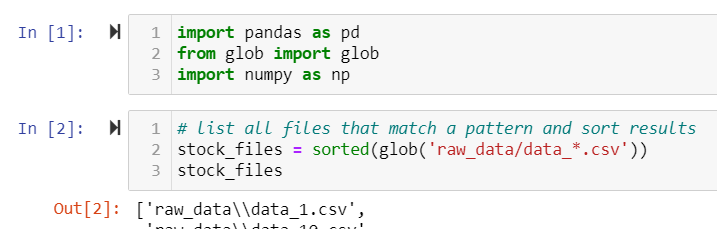 In [1]:
1 import pandas as pd
2 from glob import glob
3 import numpy as np
In [2]:
1 # list all files that match a pattern and sort results
2 stock_files = sorted(glob('raw_data/data_*.csv'))
3 stock_files
Out[2]: ['raw_data\\data_1.csv',
'raw_data\\data_10.csv',